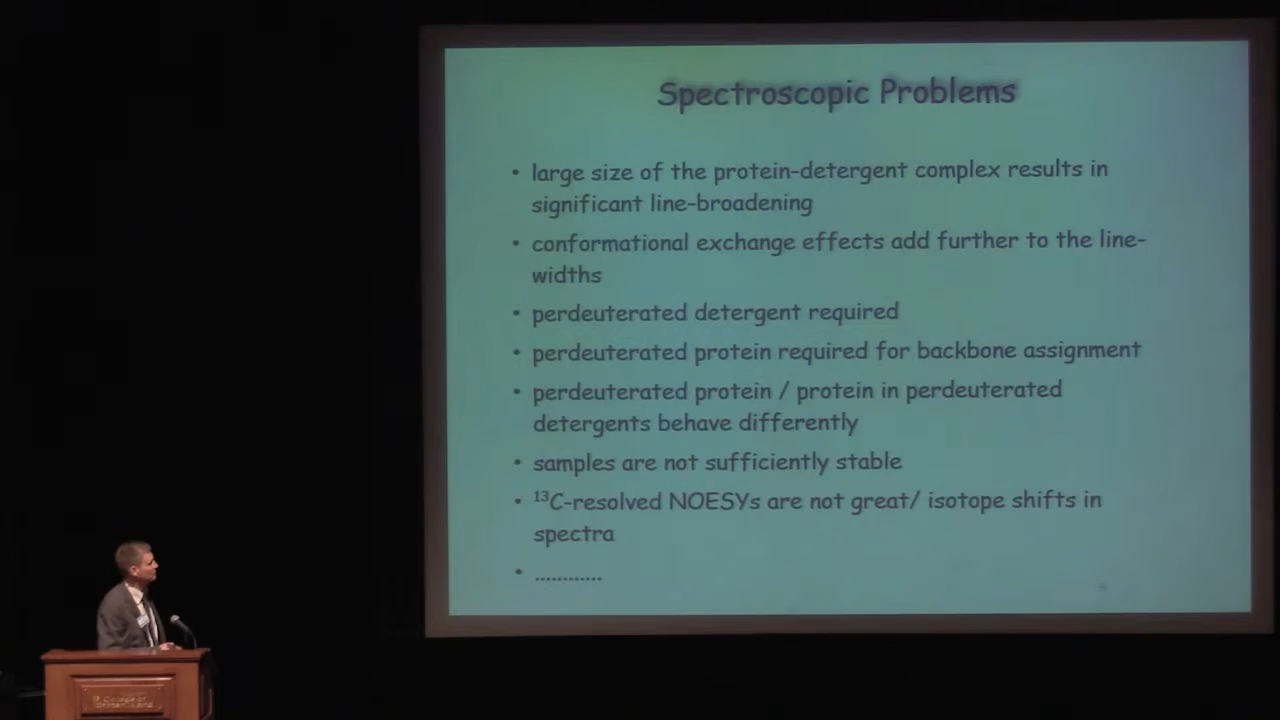 Spectroscopic Problems
• large size of the protein-detergent complex results in
significant line-broadening
• conformational exchange effects add further to the line-
widths
• perdeuterated detergent required
• perdeuterated protein required for backbone assignment
• perdeuterated protein / protein in perdeuterated
detergents behave differently
• samples are not sufficiently stable
• ¹³C-resolved NOESYs are not great/ isotope shifts in
spectra
• ............
College of